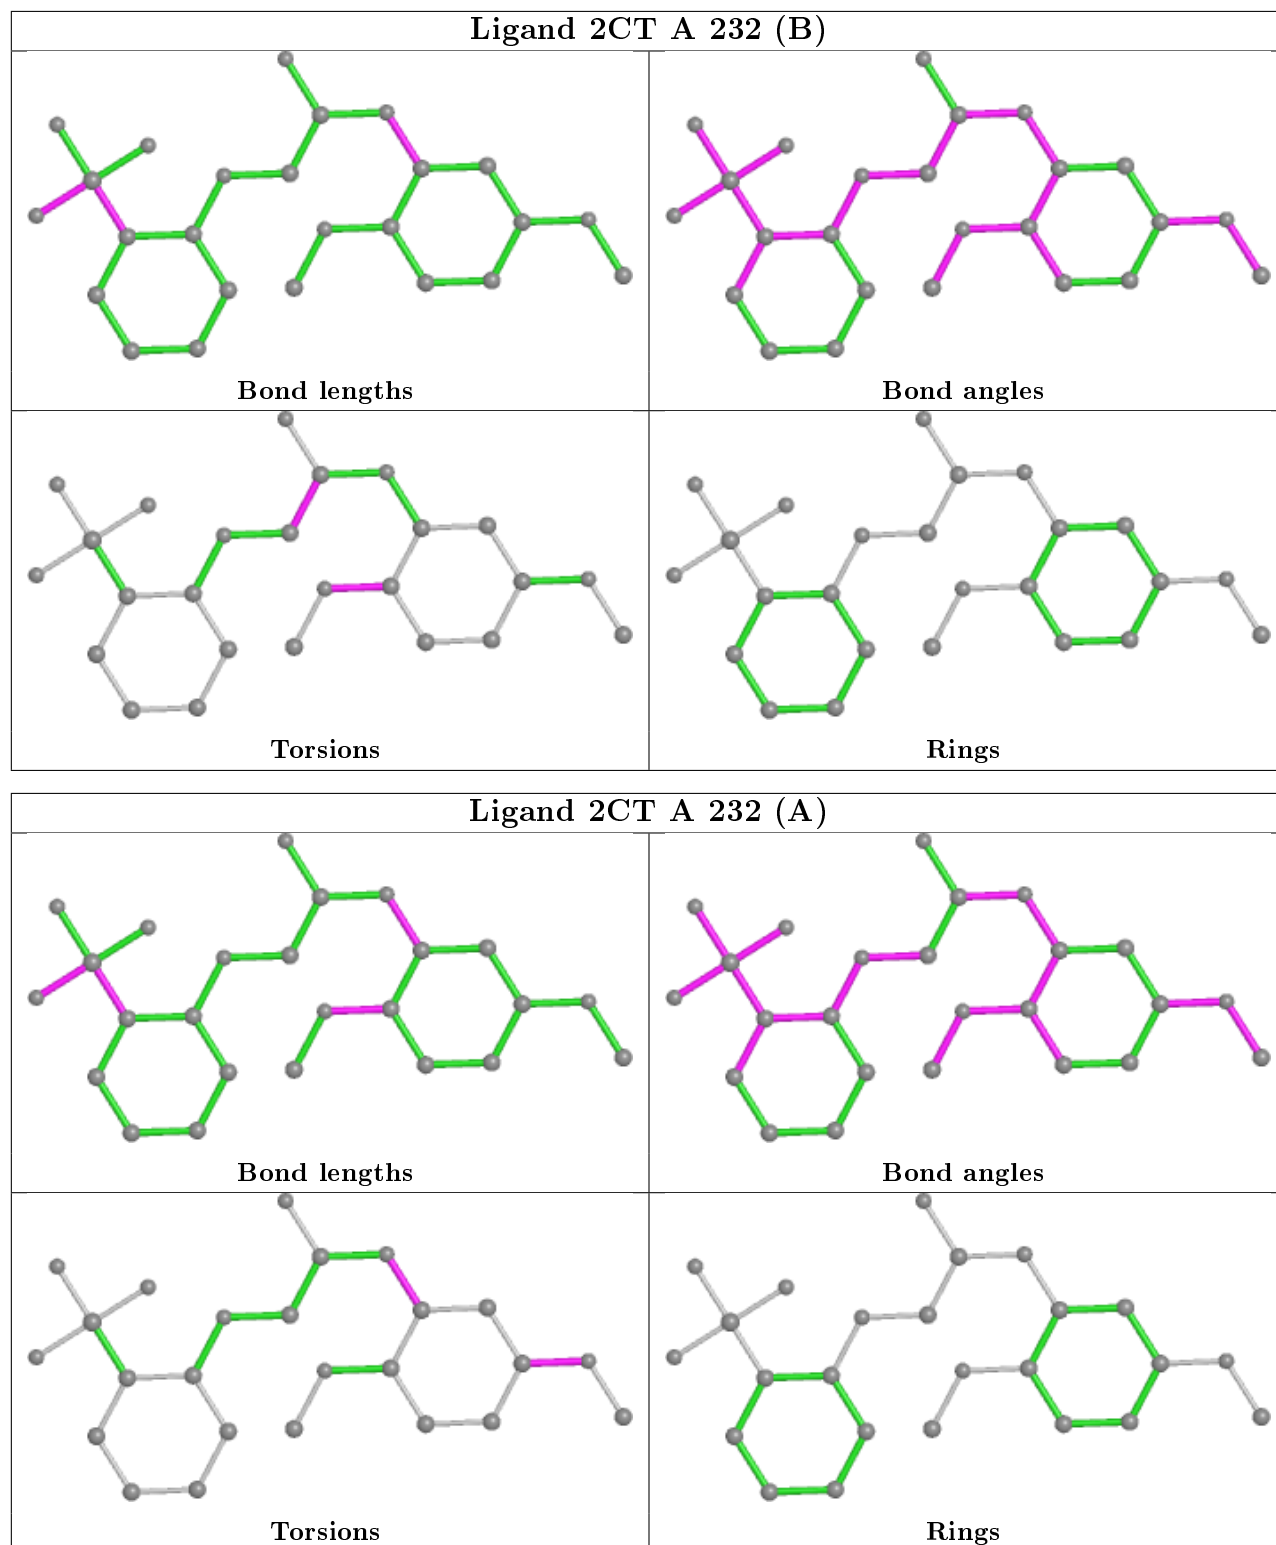 Ligand 2CT A 232 (B)
Bond lengths
Bond angles
Torsions
Rings
Ligand 2CT A 232 (A)
Bond lengths
Bond angles
Torsions
Rings